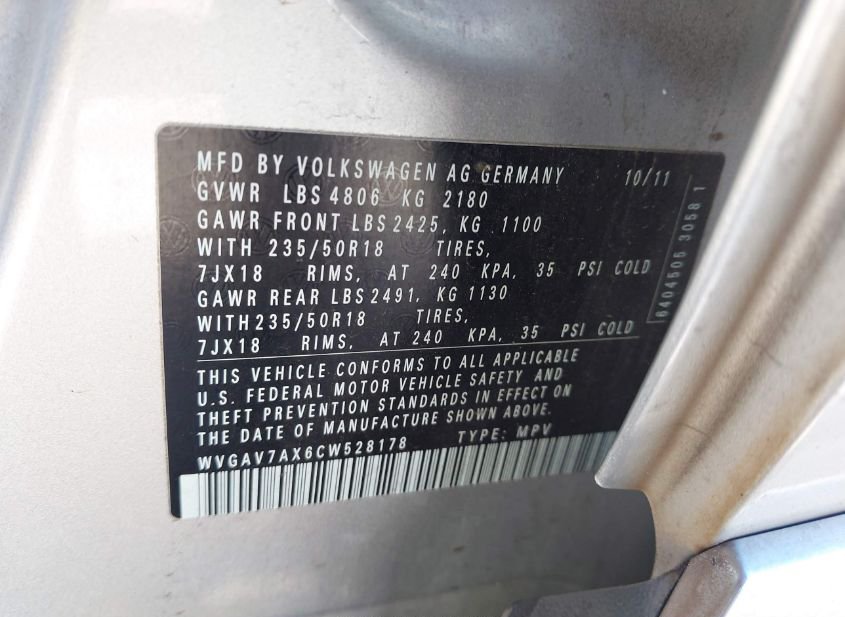 MFD BY VOLKSWAGEN AG GERMANY 10/11
GVWR LBS 4806 KG 2180
GAWR FRONT LBS 2425, KG 1100
WITH 235/50R18 TIRES,
7JX18 RIMS, AT 240 KPA, 35 PSI COLD
GAWR REAR LBS 2491, KG 1130
WITH 235/50R18 TIRES,
7JX18 RIMS, AT 240 KPA, 35 PSI COLD
THIS VEHICLE CONFORMS TO ALL APPLICABLE
U.S. FEDERAL MOTOR VEHICLE SAFETY AND
THEFT PREVENTION STANDARDS IN EFFECT ON
THE DATE OF MANUFACTURE SHOWN ABOVE.
WVGAV7AX6CW528178 TYPE: MPV
6404506 3058 1